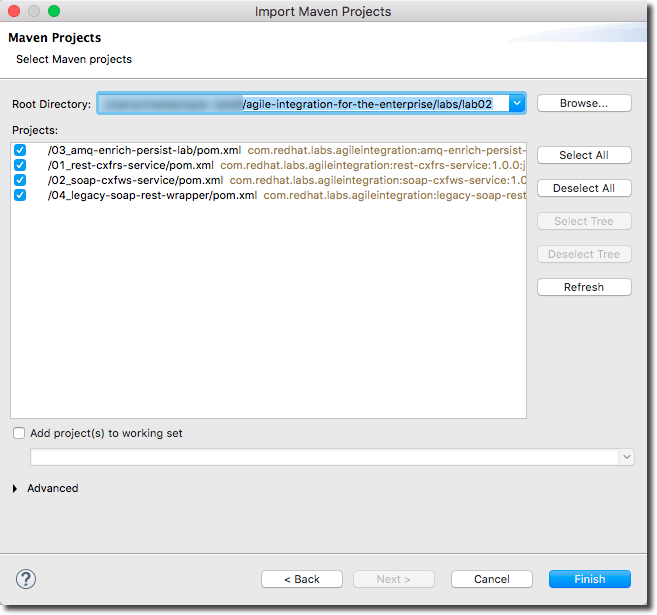 Import Maven Projects
Maven Projects
Select Maven projects
Root Directory: /agile-integration-for-the-enterprise/labs/lab02 Browse...
Projects:
/03_amq-enrich-persist-lab/pom.xml com.redhat.labs.agileintegration:amq-enrich-persist-
/01_rest-cxfrs-service/pom.xml com.redhat.labs.agileintegration:rest-cxfrs-service:1.0.0:j
/02_soap-cxfws-service/pom.xml com.redhat.labs.agileintegration:soap-cxfws-service:1.0
/04_legacy-soap-rest-wrapper/pom.xml com.redhat.labs.agileintegration:legacy-soap-rest
Select All
Deselect All
Select Tree
Deselect Tree
Refresh
Add project(s) to working set
Advanced
? < Back Next > Cancel Finish